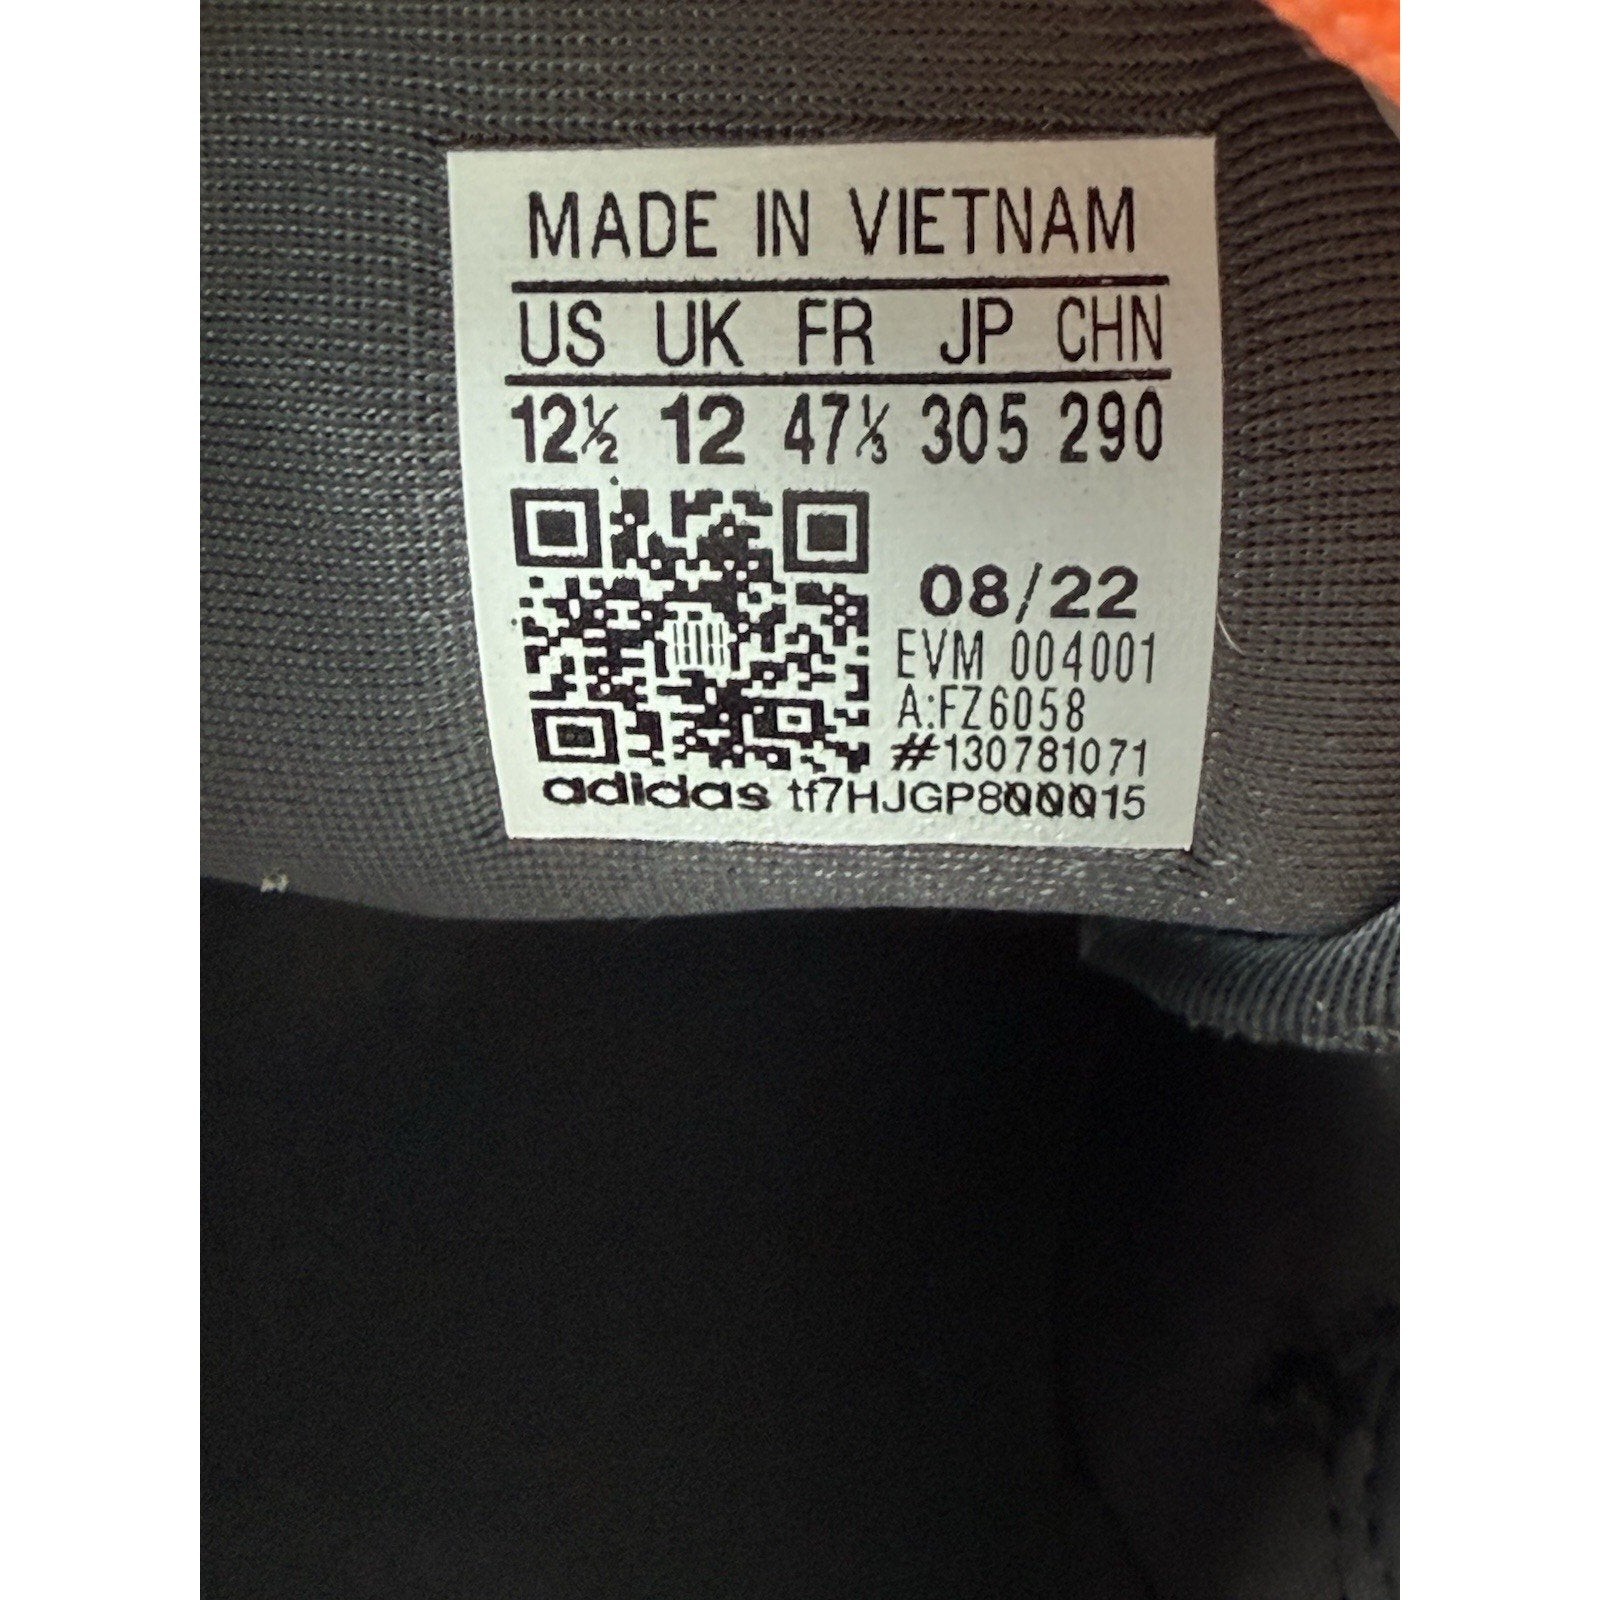 MADE IN VIETNAM
US UK FR JP CHN
12½ 12 47⅓ 305 290
08/22
EVM 004001
A:FZ6058
#130781071
adidas tf7HJGP800015